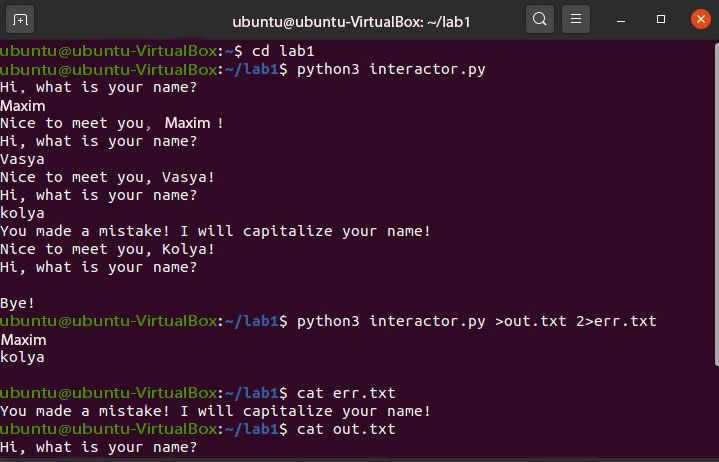 ubuntu@ubuntu-VirtualBox: ~/lab1
ubuntu@ubuntu-VirtualBox:~$ cd lab1
ubuntu@ubuntu-VirtualBox:~/lab1$ python3 interactor.py
Hi, what is your name?
Maxim
Nice to meet you, Maxim !
Hi, what is your name?
Vasya
Nice to meet you, Vasya!
Hi, what is your name?
kolya
You made a mistake! I will capitalize your name!
Nice to meet you, Kolya!
Hi, what is your name?
Bye!
ubuntu@ubuntu-VirtualBox:~/lab1$ python3 interactor.py >out.txt 2>err.txt
Maxim
kolya
ubuntu@ubuntu-VirtualBox:~/lab1$ cat err.txt
You made a mistake! I will capitalize your name!
ubuntu@ubuntu-VirtualBox:~/lab1$ cat out.txt
Hi, what is your name?